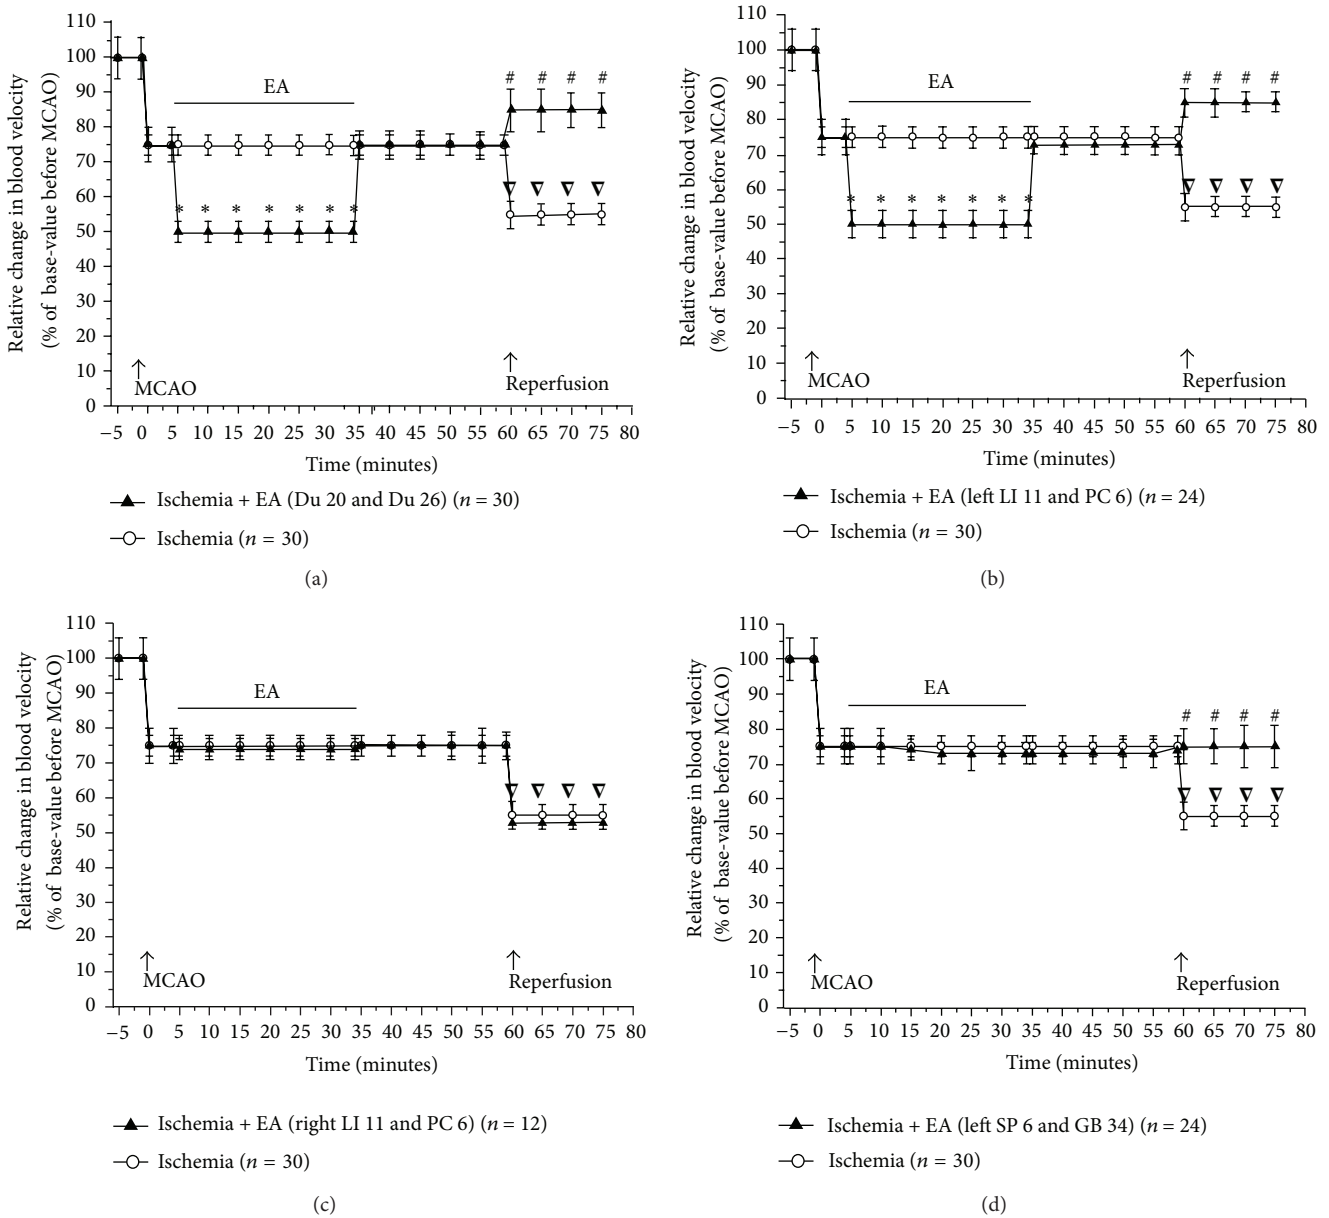 Relative change in blood velocity
(% of base-value before MCAO)
110
100
90
80
70
60
50
40
30
20
10
0
EA
# # # #
* * * * * * *
MCAO
Reperfusion
−5 0 5 10 15 20 25 30 35 40 45 50 55 60 65 70 75 80
Time (minutes)
Ischemia + EA (Du 20 and Du 26) (n = 30)
Ischemia (n = 30)
(a)
Relative change in blood velocity
(% of base-value before MCAO)
110
100
90
80
70
60
50
40
30
20
10
0
EA
# # # #
* * * * * * *
MCAO
Reperfusion
−5 0 5 10 15 20 25 30 35 40 45 50 55 60 65 70 75 80
Time (minutes)
Ischemia + EA (left LI 11 and PC 6) (n = 24)
Ischemia (n = 30)
(b)
Relative change in blood velocity
(% of base-value before MCAO)
110
100
90
80
70
60
50
40
30
20
10
0
EA
MCAO
Reperfusion
−5 0 5 10 15 20 25 30 35 40 45 50 55 60 65 70 75 80
Time (minutes)
Ischemia + EA (right LI 11 and PC 6) (n = 12)
Ischemia (n = 30)
(c)
Relative change in blood velocity
(% of base-value before MCAO)
110
100
90
80
70
60
50
40
30
20
10
0
EA
# # # #
MCAO
Reperfusion
−5 0 5 10 15 20 25 30 35 40 45 50 55 60 65 70 75 80
Time (minutes)
Ischemia + EA (left SP 6 and GB 34) (n = 24)
Ischemia (n = 30)
(d)